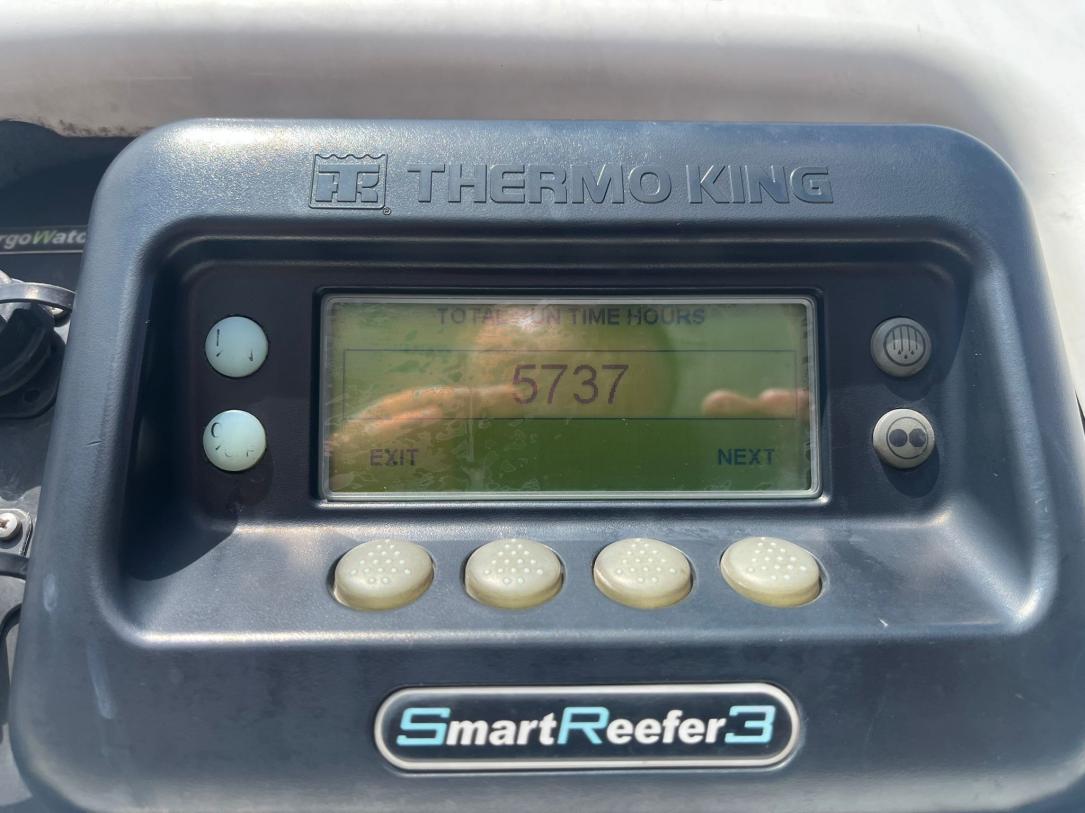 THERMO KING
TOTAL RUN TIME HOURS
5737
EXIT
NEXT
SmartReefer3